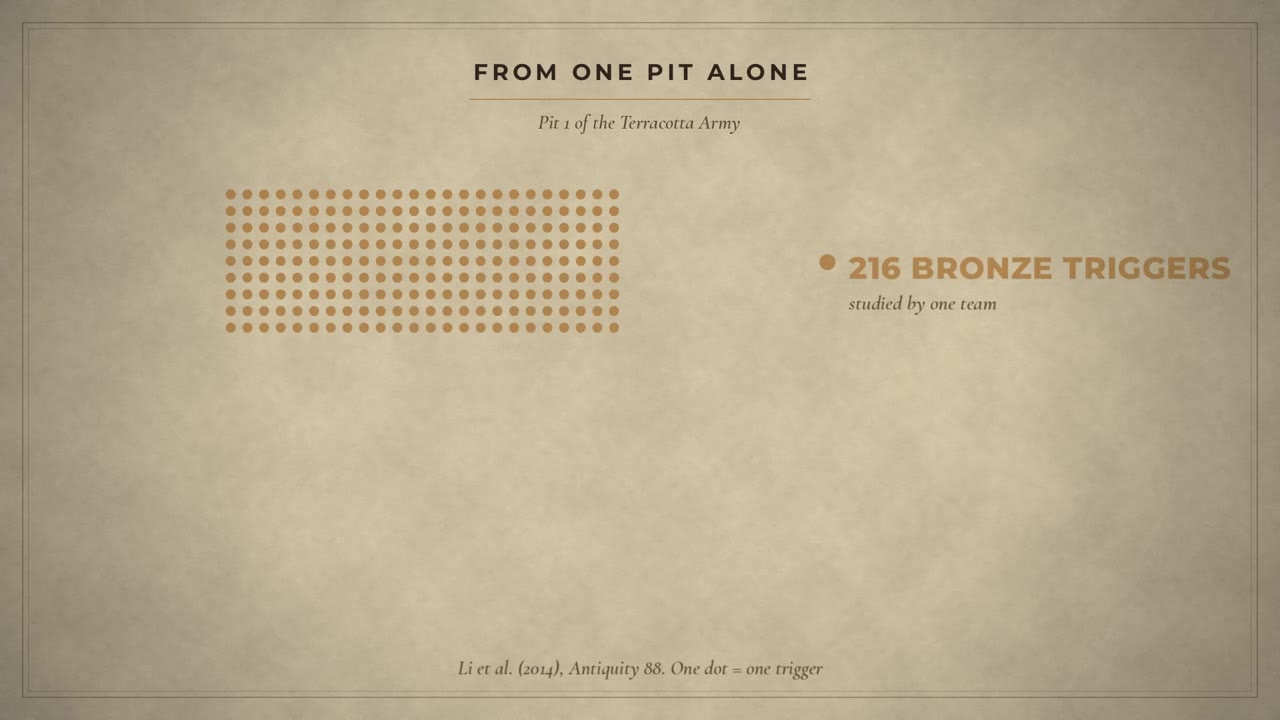 FROM ONE PIT ALONE
Pit 1 of the Terracotta Army
216 BRONZE TRIGGERS
studied by one team
Li et al. (2014), Antiquity 88. One dot = one trigger